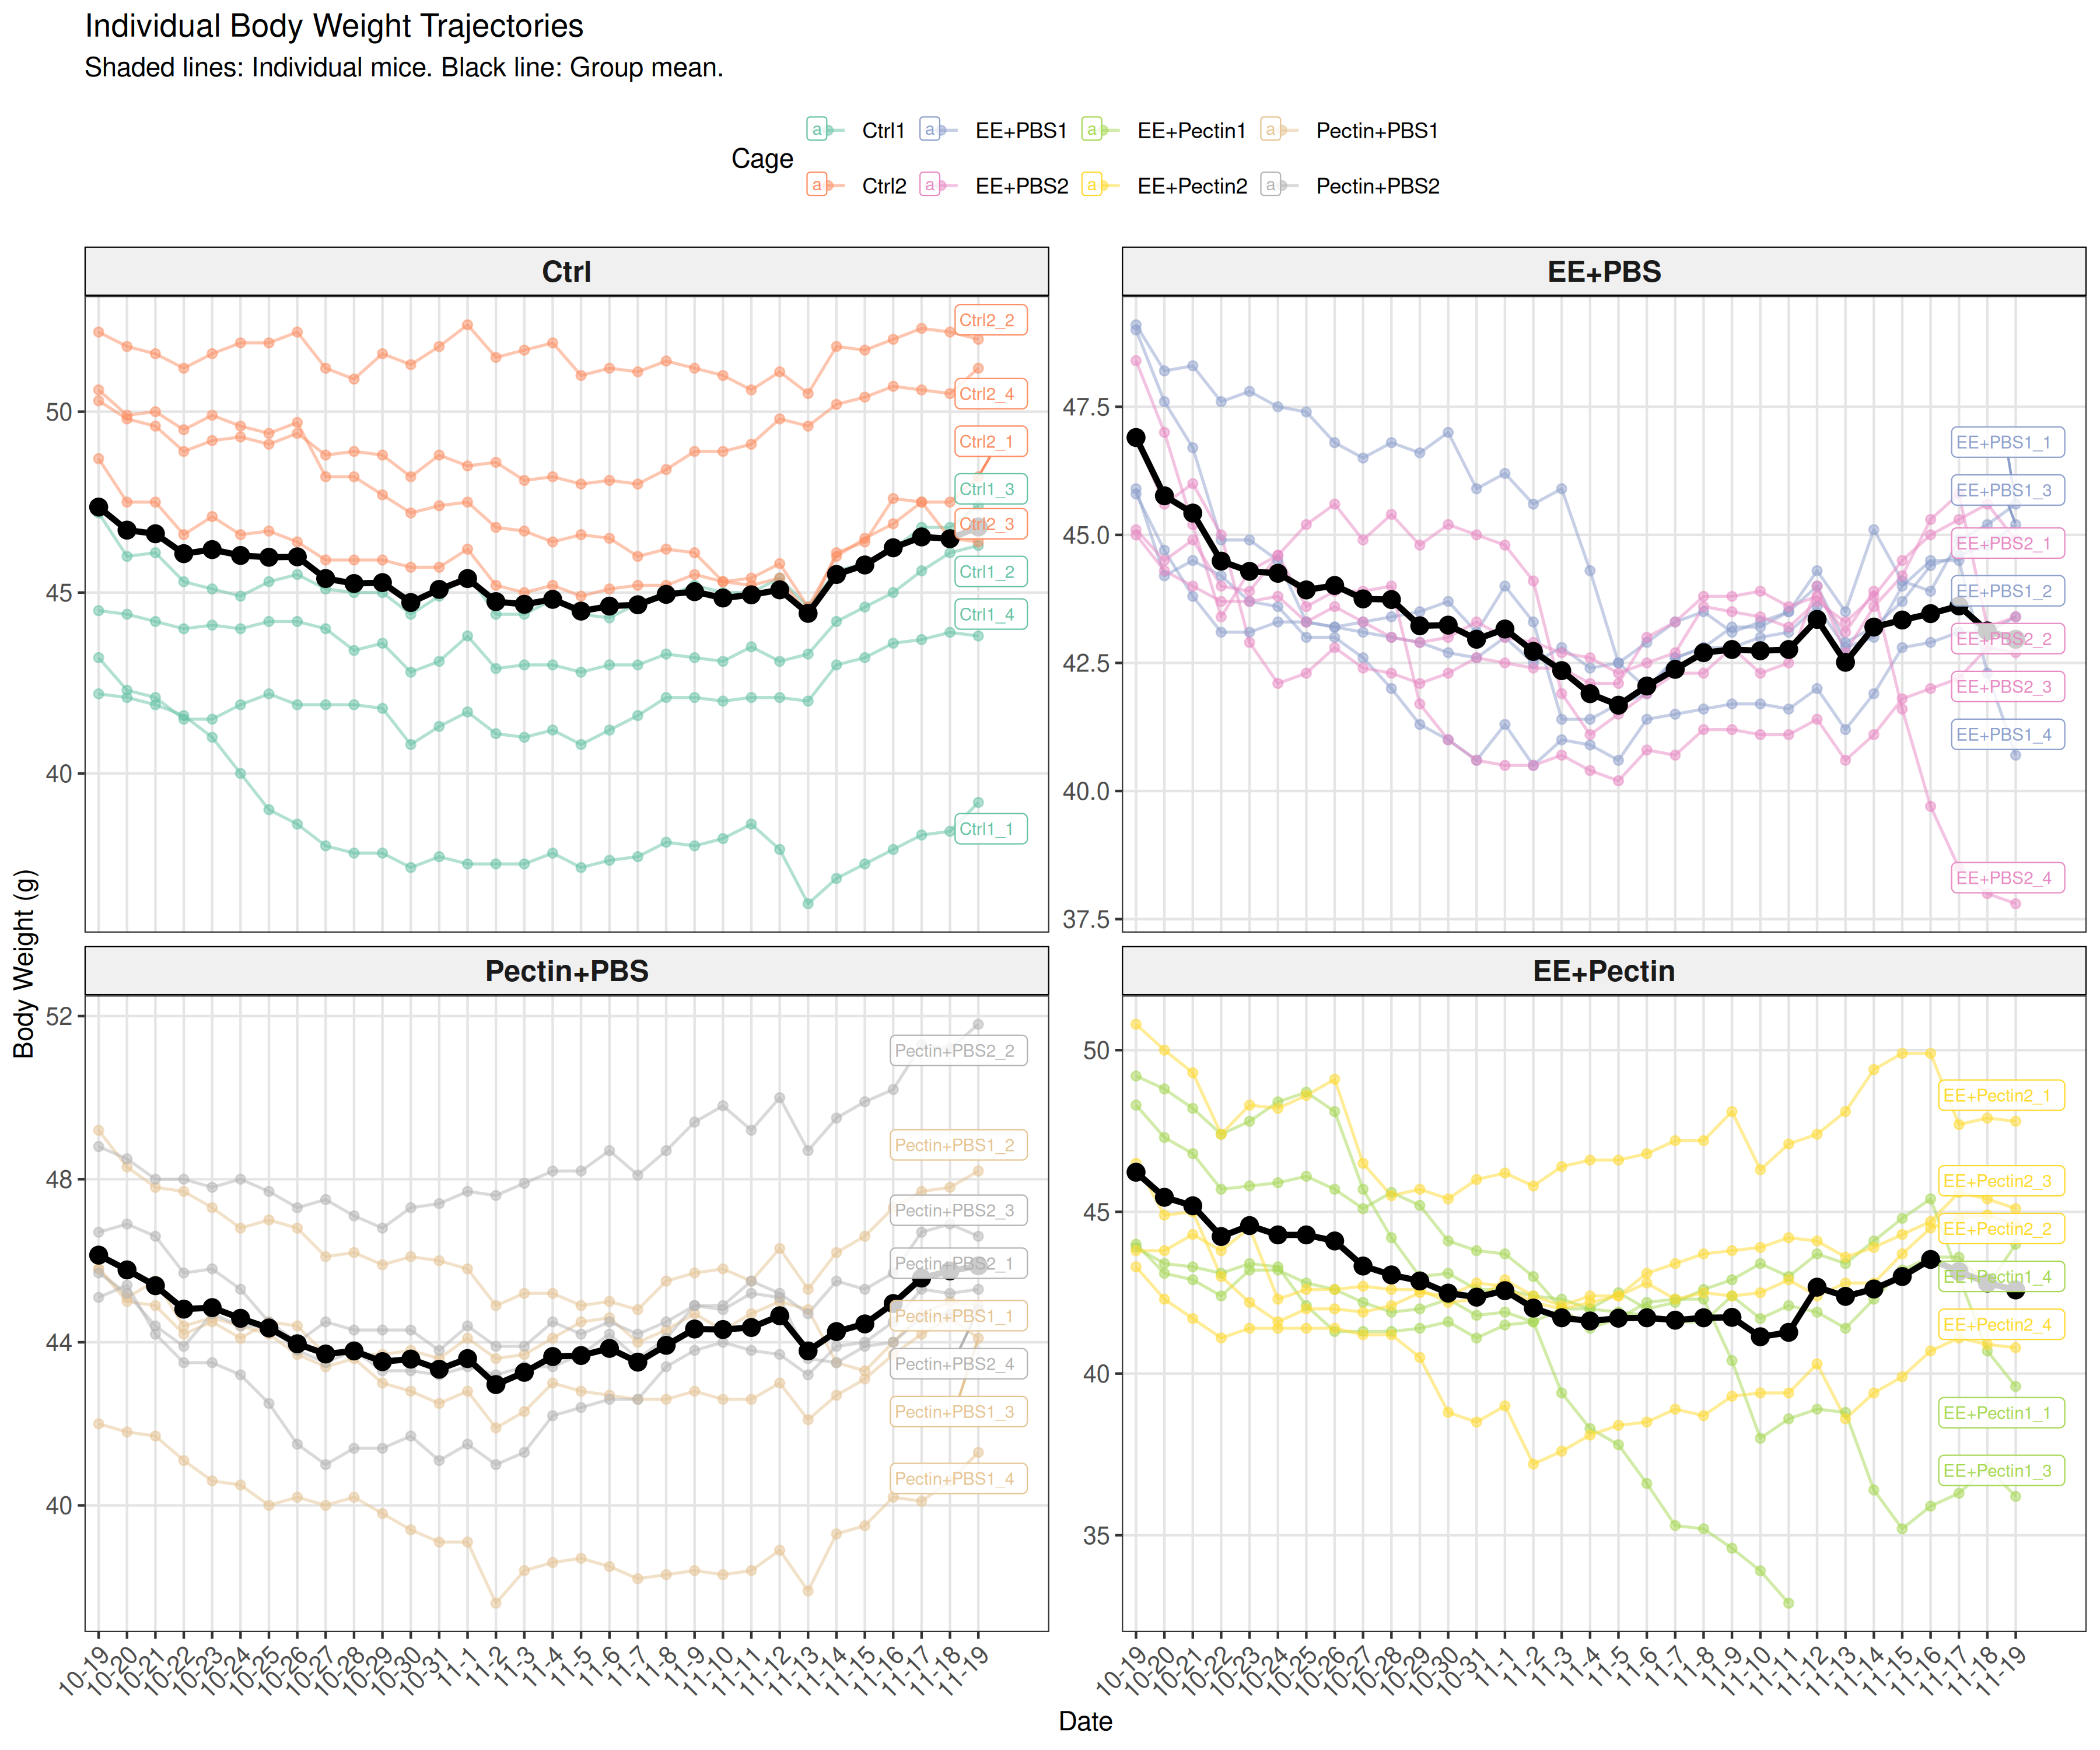 Individual Body Weight Trajectories
Shaded lines: Individual mice. Black line: Group mean.
Cage
a Ctrl1 a EE+PBS1 a EE+Pectin1 a Pectin+PBS1
a Ctrl2 a EE+PBS2 a EE+Pectin2 a Pectin+PBS2
Ctrl
50
45
40
Ctrl2_2
Ctrl2_4
Ctrl2_1
Ctrl1_3
Ctrl2_3
Ctrl1_2
Ctrl1_4
Ctrl1_1
EE+PBS
47.5
45.0
42.5
40.0
37.5
EE+PBS1_1
EE+PBS1_3
EE+PBS2_1
EE+PBS1_2
EE+PBS2_2
EE+PBS2_3
EE+PBS1_4
EE+PBS2_4
Body Weight (g)
Pectin+PBS
52
48
44
40
Pectin+PBS2_2
Pectin+PBS1_2
Pectin+PBS2_3
Pectin+PBS2_1
Pectin+PBS1_1
Pectin+PBS2_4
Pectin+PBS1_3
Pectin+PBS1_4
10-19 10-20 10-21 10-22 10-23 10-24 10-25 10-26 10-27 10-28 10-29 10-30 10-31 11-1 11-2 11-3 11-4 11-5 11-6 11-7 11-8 11-9 11-10 11-11 11-12 11-13 11-14 11-15 11-16 11-17 11-18 11-19
EE+Pectin
50
45
40
35
EE+Pectin2_1
EE+Pectin2_3
EE+Pectin2_2
EE+Pectin1_4
EE+Pectin2_4
EE+Pectin1_1
EE+Pectin1_3
10-19 10-20 10-21 10-22 10-23 10-24 10-25 10-26 10-27 10-28 10-29 10-30 10-31 11-1 11-2 11-3 11-4 11-5 11-6 11-7 11-8 11-9 11-10 11-11 11-12 11-13 11-14 11-15 11-16 11-17 11-18 11-19
Date